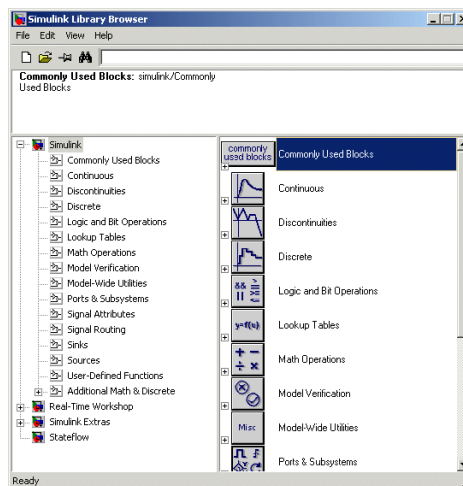 Simulink Library Browser
File Edit View Help
Commonly Used Blocks: simulink/Commonly
Used Blocks
Simulink
Commonly Used Blocks
Continuous
Discontinuities
Discrete
Logic and Bit Operations
Lookup Tables
Math Operations
Model Verification
Model-Wide Utilities
Ports & Subsystems
Signal Attributes
Signal Routing
Sinks
Sources
User-Defined Functions
Additional Math & Discrete
Real-Time Workshop
Simulink Extras
Stateflow
commonly
used blocks
Commonly Used Blocks
Continuous
Discontinuities
Discrete
Logic and Bit Operations
y=f(u)
Lookup Tables
+ −
÷ ×
Math Operations
Model Verification
Misc
Model-Wide Utilities
Ports & Subsystems
Ready